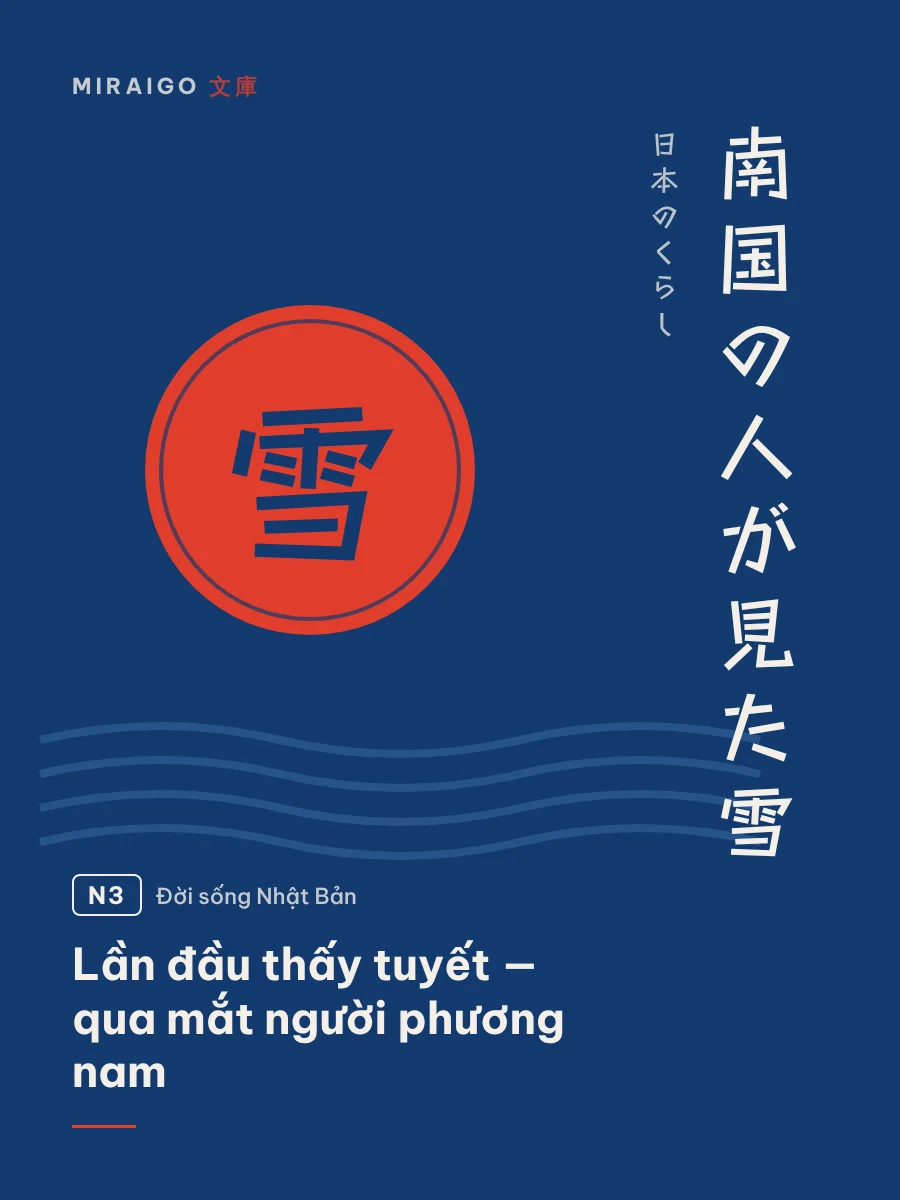 MIRAIGO 文庫
南国の人が見た雪
日本のくらし
雪
N3 Đời sống Nhật Bản
Lần đầu thấy tuyết —
qua mắt người phương
nam